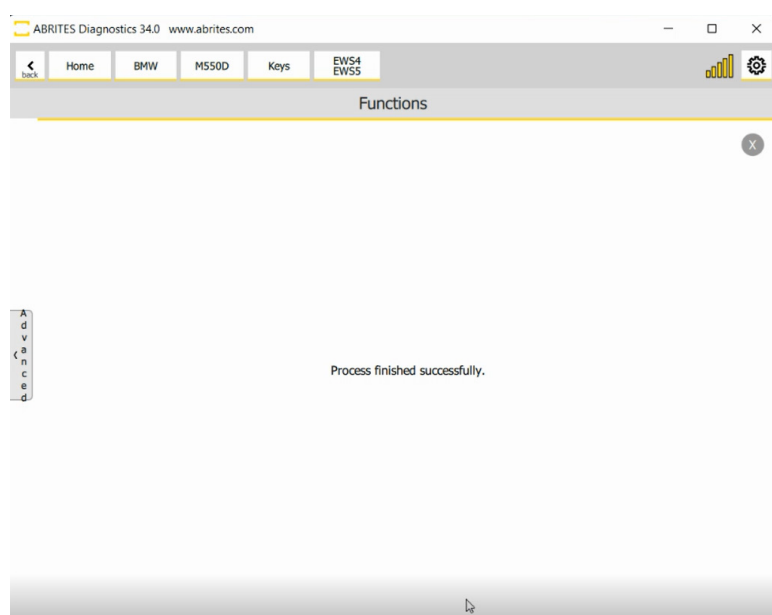 ABRITES Diagnostics 34.0 www.abrites.com
back
Home
BMW
M550D
Keys
EWS4
EWS5
Functions
X
Advanced
Process finished successfully.